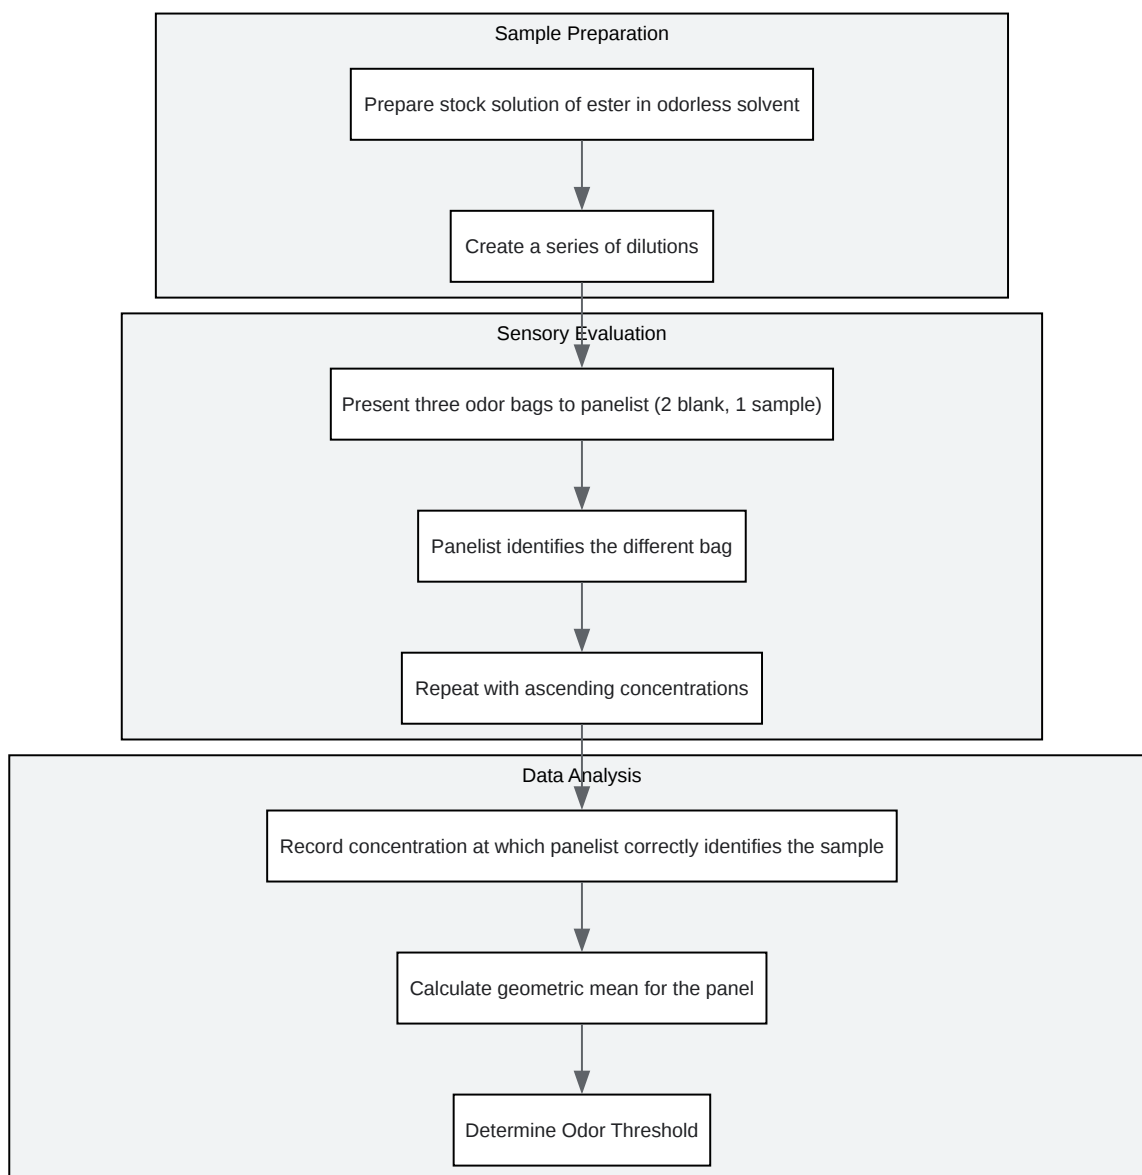 Sample Preparation
Prepare stock solution of ester in odorless solvent
Create a series of dilutions
Sensory Evaluation
Present three odor bags to panelist (2 blank, 1 sample)
Panelist identifies the different bag
Repeat with ascending concentrations
Data Analysis
Record concentration at which panelist correctly identifies the sample
Calculate geometric mean for the panel
Determine Odor Threshold